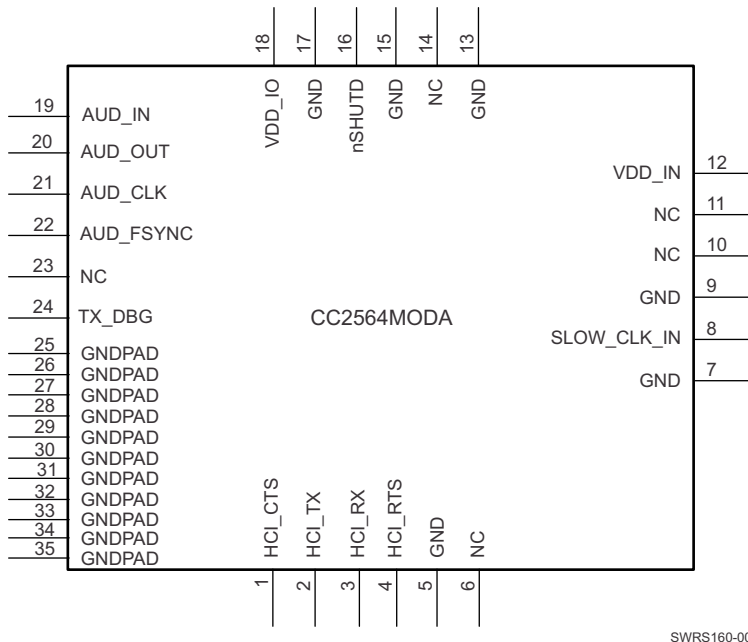 18 17 16 15 14 13
VDD_IO GND nSHUTD GND NC GND
19 AUD_IN
20 AUD_OUT
21 AUD_CLK
22 AUD_FSYNC
23 NC
24 TX_DBG
25 GNDPAD
26 GNDPAD
27 GNDPAD
28 GNDPAD
29 GNDPAD
30 GNDPAD
31 GNDPAD
32 GNDPAD
33 GNDPAD
34 GNDPAD
35 GNDPAD
CC2564MODA
VDD_IN 12
NC 11
NC 10
GND 9
SLOW_CLK_IN 8
GND 7
HCI_CTS HCI_TX HCI_RX HCI_RTS GND NC
1 2 3 4 5 6